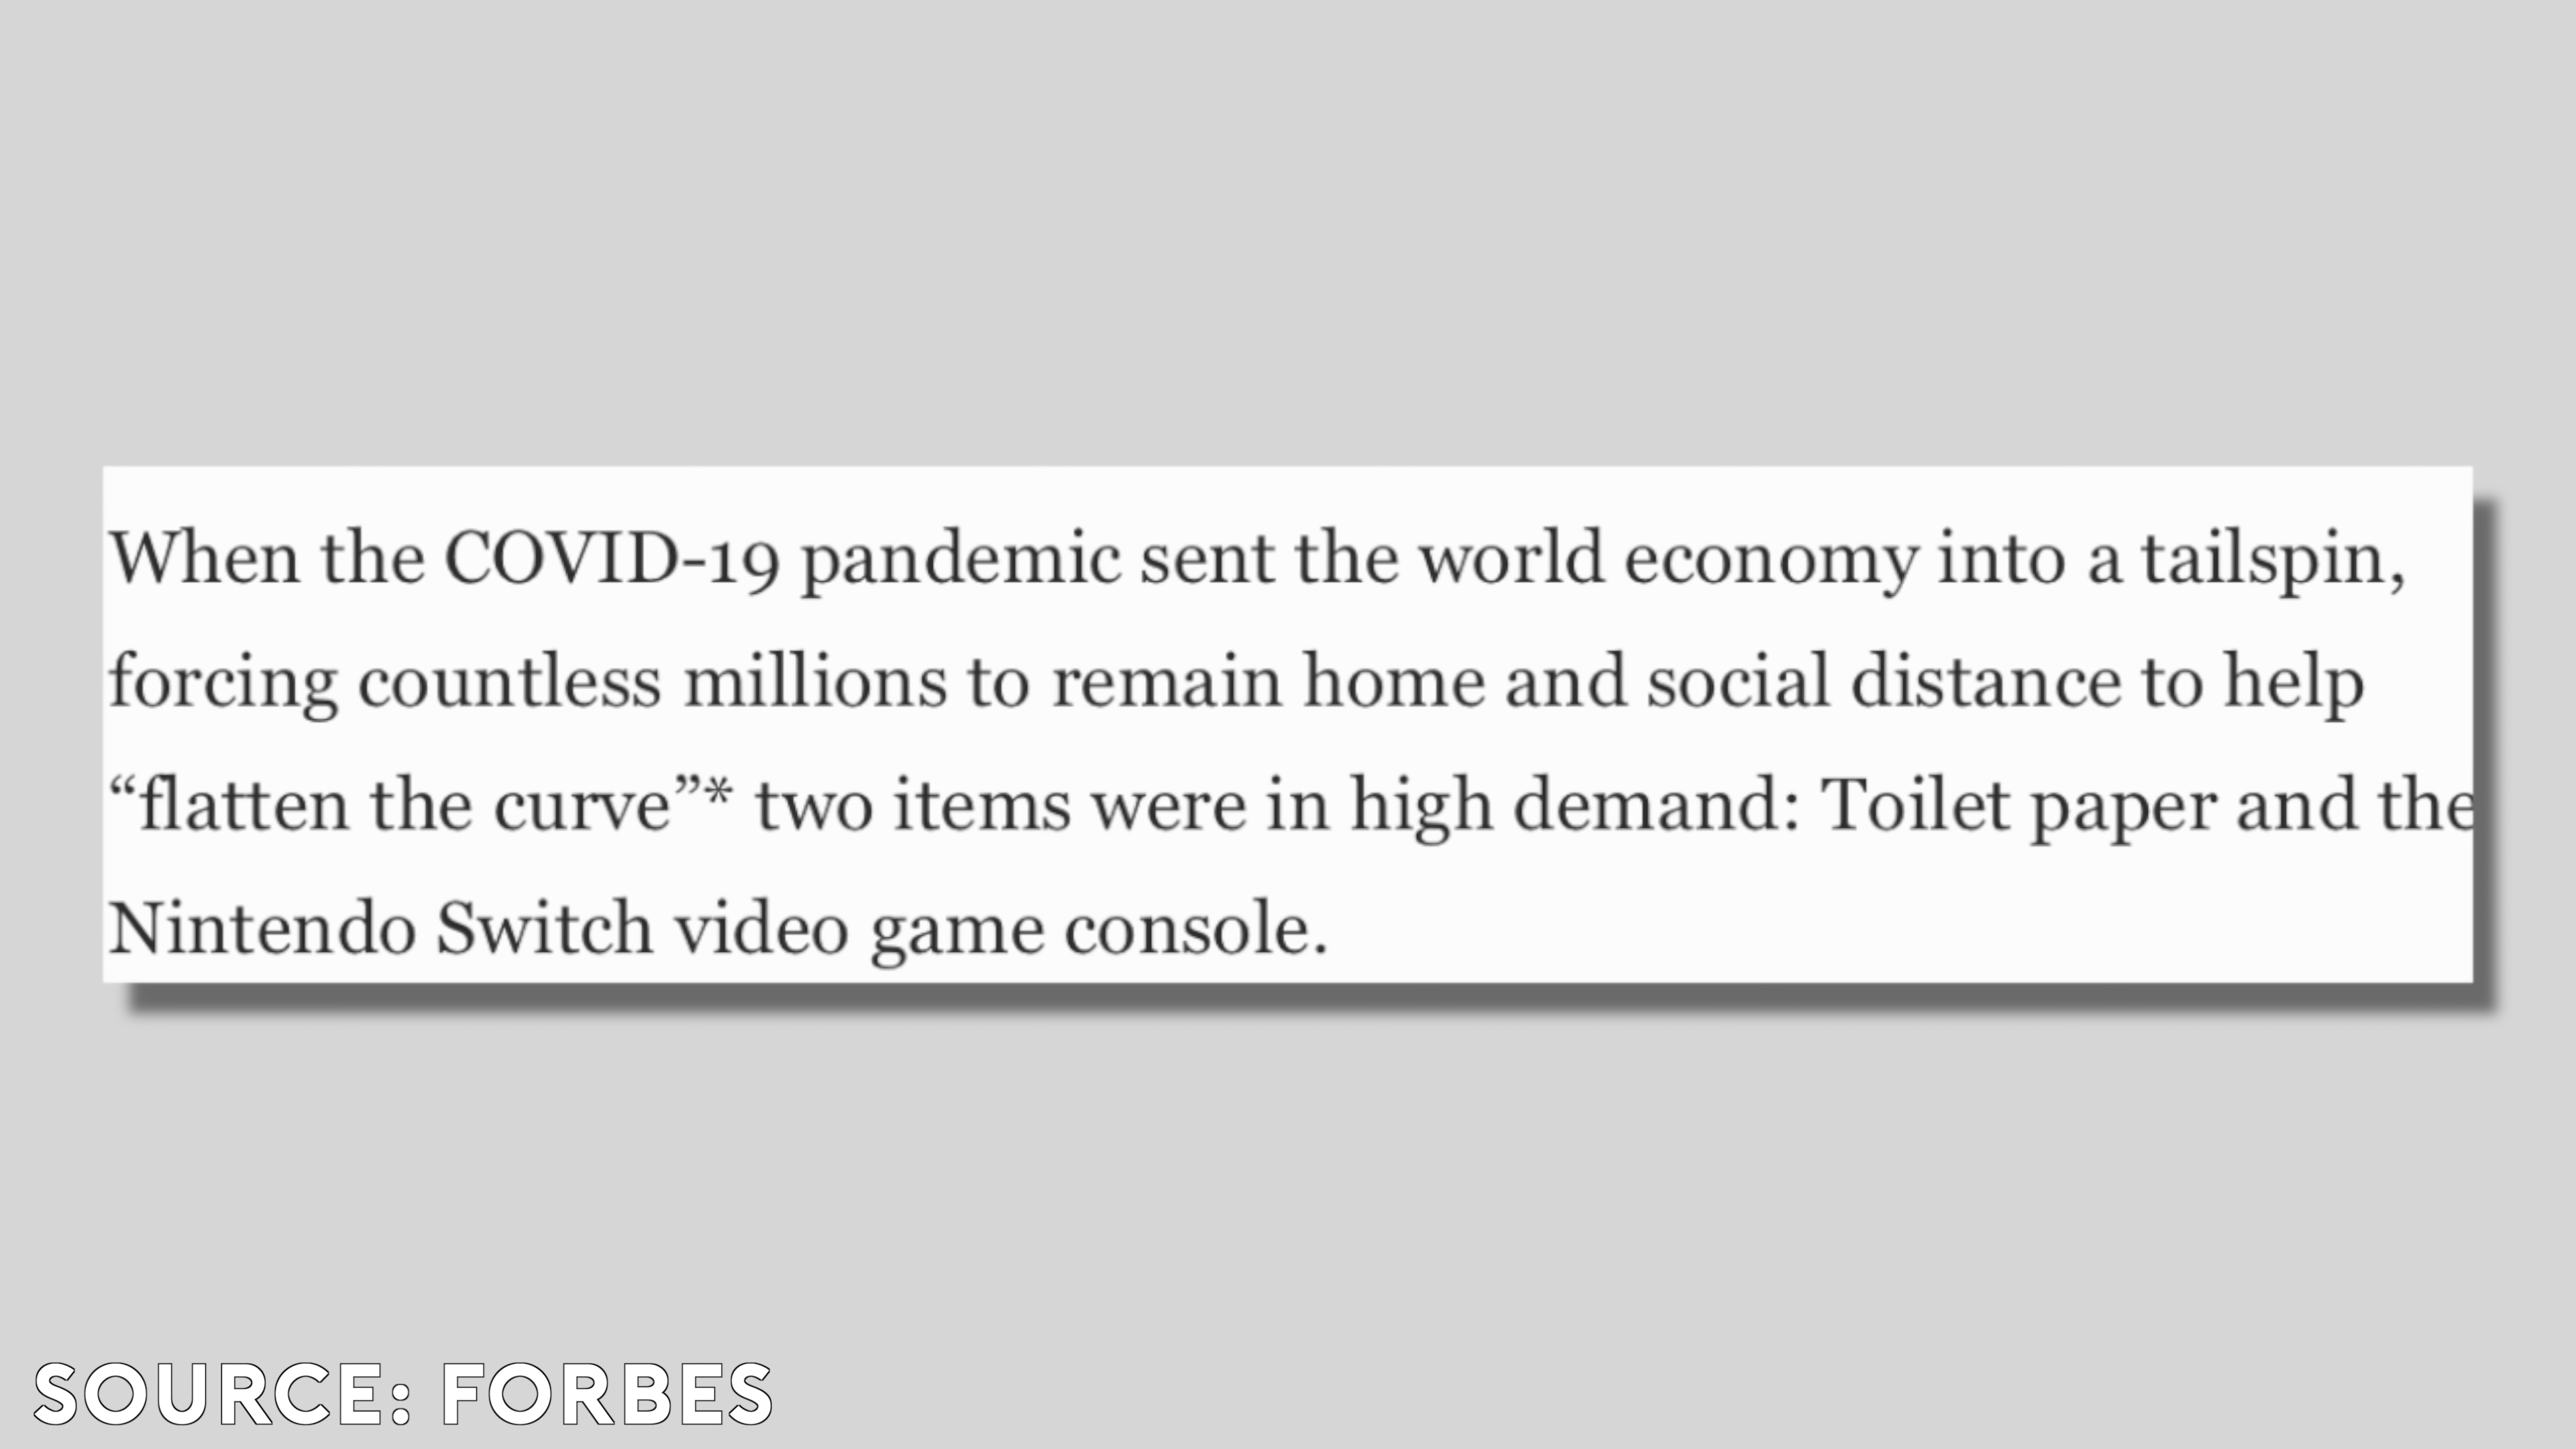 When the COVID-19 pandemic sent the world economy into a tailspin,
forcing countless millions to remain home and social distance to help
“flatten the curve”* two items were in high demand: Toilet paper and the
Nintendo Switch video game console.
SOURCE: FORBES